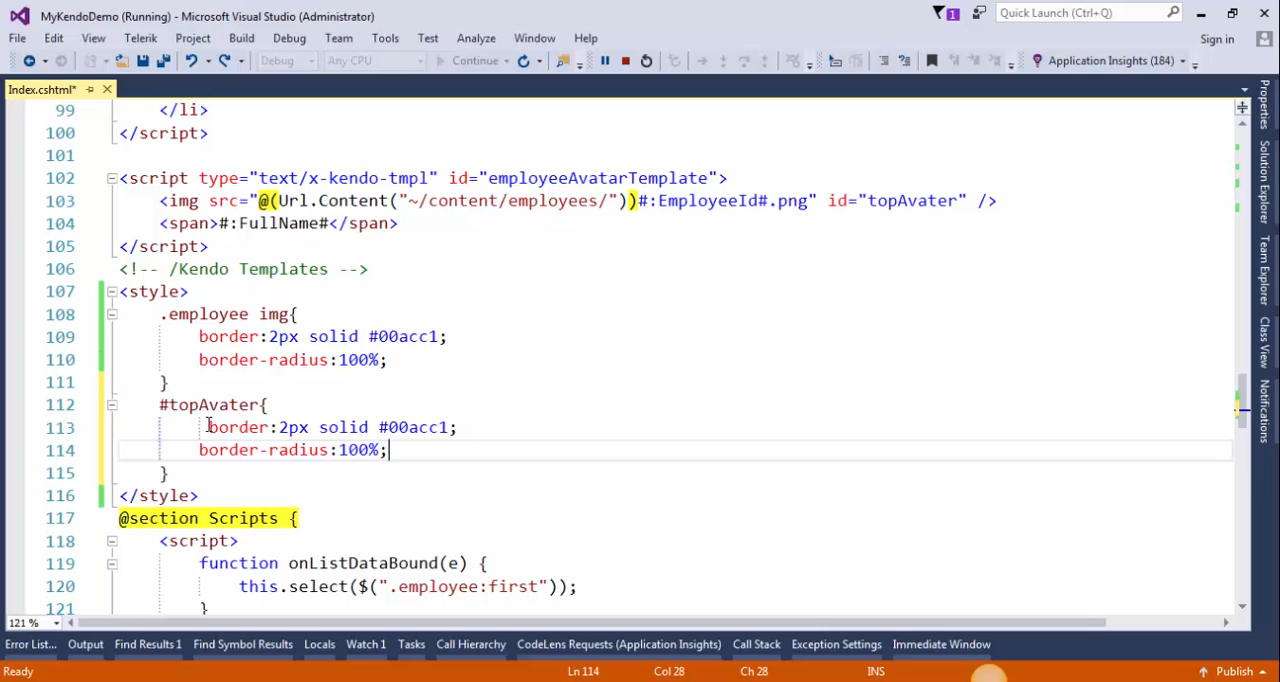 MyKendoDemo (Running) - Microsoft Visual Studio (Administrator)
1
Quick Launch (Ctrl+Q)
File Edit View Telerik Project Build Debug Team Tools Test Analyze Window Help
Sign in
Debug Any CPU Continue Application Insights (184)
Index.cshtml*
99 </li>
100 </script>
101
102 <script type="text/x-kendo-tmpl" id="employeeAvatarTemplate">
103 <img src="@(Url.Content("~/content/employees/"))#:EmployeeId#.png" id="topAvater" />
104 <span>#:FullName#</span>
105 </script>
106 <!-- /Kendo Templates -->
107 <style>
108 .employee img{
109 border:2px solid #00acc1;
110 border-radius:100%;
111 }
112 #topAvater{
113 border:2px solid #00acc1;
114 border-radius:100%;
115 }
116 </style>
117 @section Scripts {
118 <script>
119 function onListDataBound(e) {
120 this.select($(".employee:first"));
121 }
Properties
Solution Explorer
Team Explorer
Class View
Notifications
121 %
Error List... Output Find Results 1 Find Symbol Results Locals Watch 1 Tasks Call Hierarchy CodeLens Requests (Application Insights) Call Stack Exception Settings Immediate Window
Ready Ln 114 Col 28 Ch 28 INS Publish